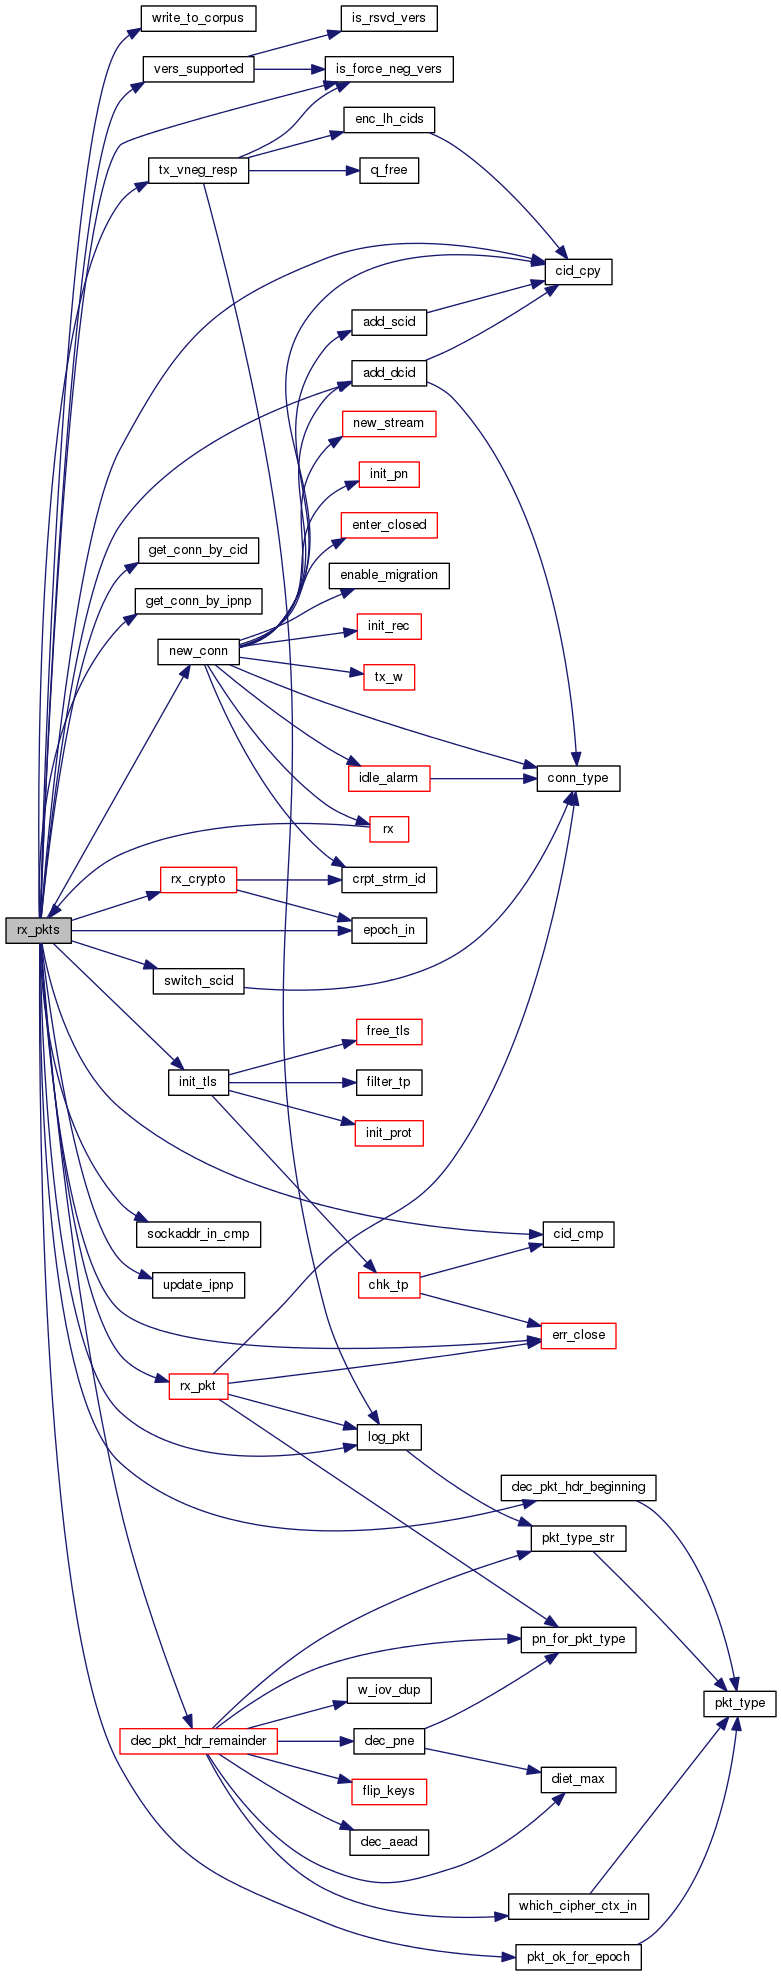 write_to_corpus
is_rsvd_vers
vers_supported
is_force_neg_vers
enc_lh_cids
tx_vneg_resp
q_free
cid_cpy
add_scid
add_dcid
new_stream
init_pn
enter_closed
get_conn_by_cid
enable_migration
get_conn_by_ipnp
init_rec
new_conn
tx_w
idle_alarm
conn_type
rx
rx_crypto
crpt_strm_id
rx_pkts
epoch_in
switch_scid
free_tls
init_tls
filter_tp
init_prot
sockaddr_in_cmp
cid_cmp
update_ipnp
chk_tp
err_close
rx_pkt
log_pkt
dec_pkt_hdr_beginning
pkt_type_str
pn_for_pkt_type
w_iov_dup
pkt_type
dec_pkt_hdr_remainder
dec_pne
diet_max
flip_keys
dec_aead
which_cipher_ctx_in
pkt_ok_for_epoch